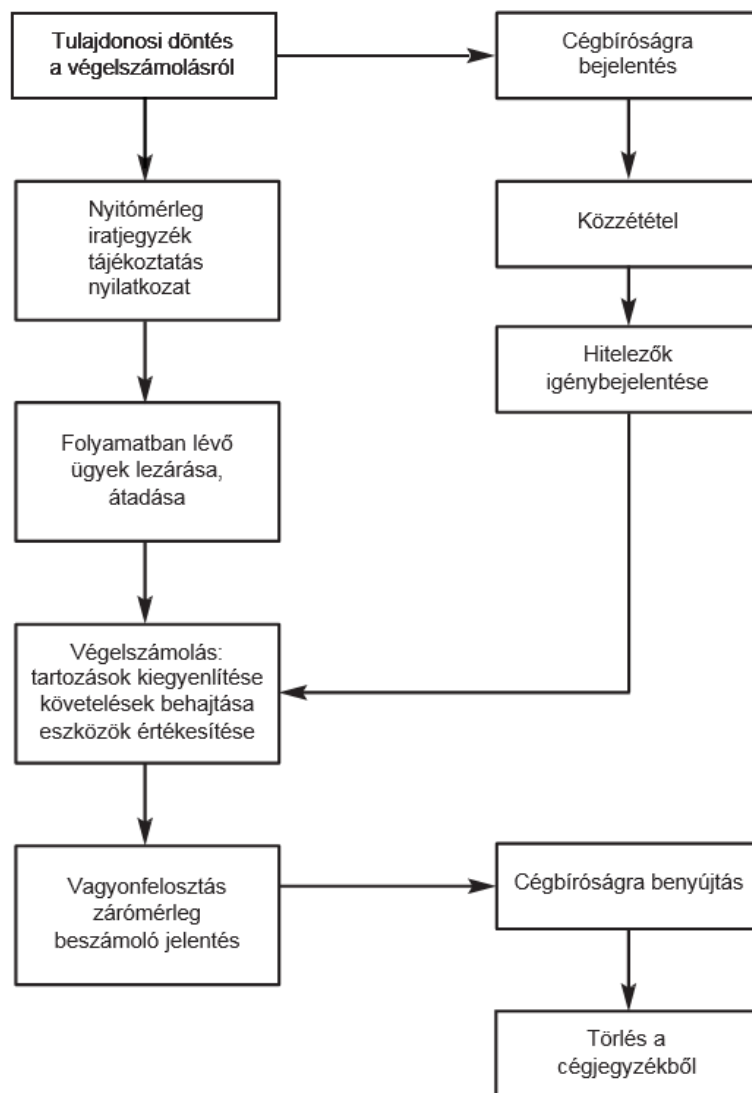 Tulajdonosi döntés
a végelszámolásról
Cégbíróságra
bejelentés
Nyitómérleg
iratjegyzék
tájékoztatás
nyilatkozat
Közzététel
Hitelezők
igénybejelentése
Folyamatban lévő
ügyek lezárása,
átadása
Végelszámolás:
tartozások kiegyenlítése
követelések behajtása
eszközök értékesítése
Vagyonfelosztás
zárómérleg
beszámoló jelentés
Cégbíróságra benyújtás
Törlés a
cégjegyzékből